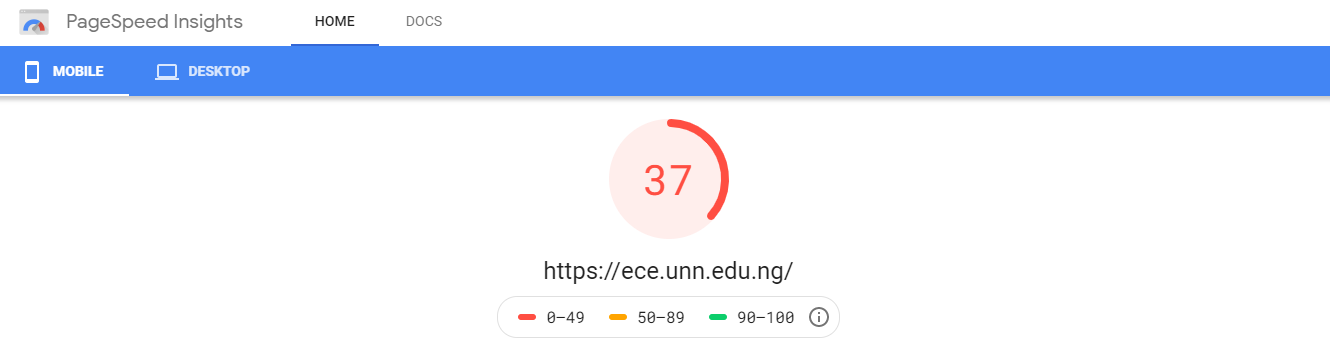 PageSpeed Insights HOME DOCS
MOBILE DESKTOP
37
https://ece.unn.edu.ng/
0–49 50–89 90–100